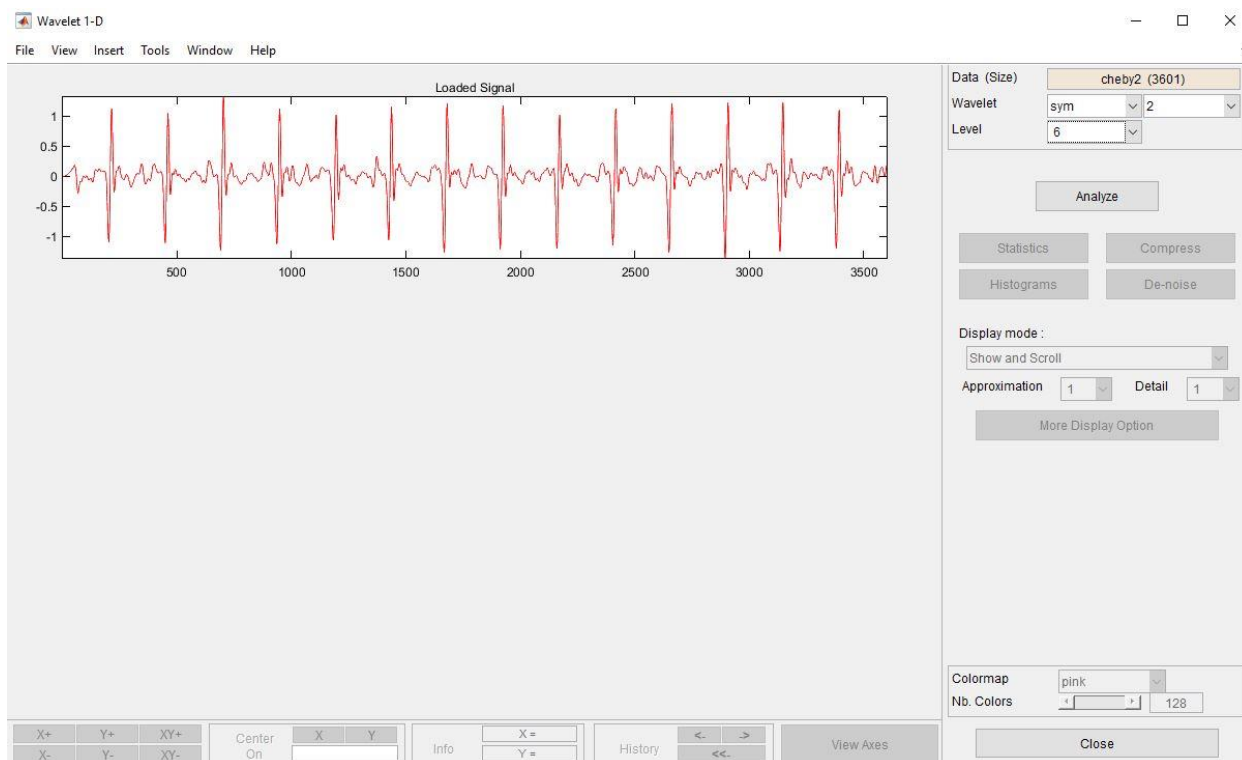 Wavelet 1-D
File View Insert Tools Window Help
Loaded Signal
1
0.5
0
-0.5
-1
500 1000 1500 2000 2500 3000 3500
Data (Size) cheby2 (3601)
Wavelet sym 2
Level 6
Analyze
Statistics Compress
Histograms De-noise
Display mode :
Show and Scroll
Approximation 1 Detail 1
More Display Option
Colormap pink
Nb. Colors 128
X+ Y+ XY+
X- Y- XY-
Center On
X Y
Info
X =
Y =
History
<- ->
<<-
View Axes
Close